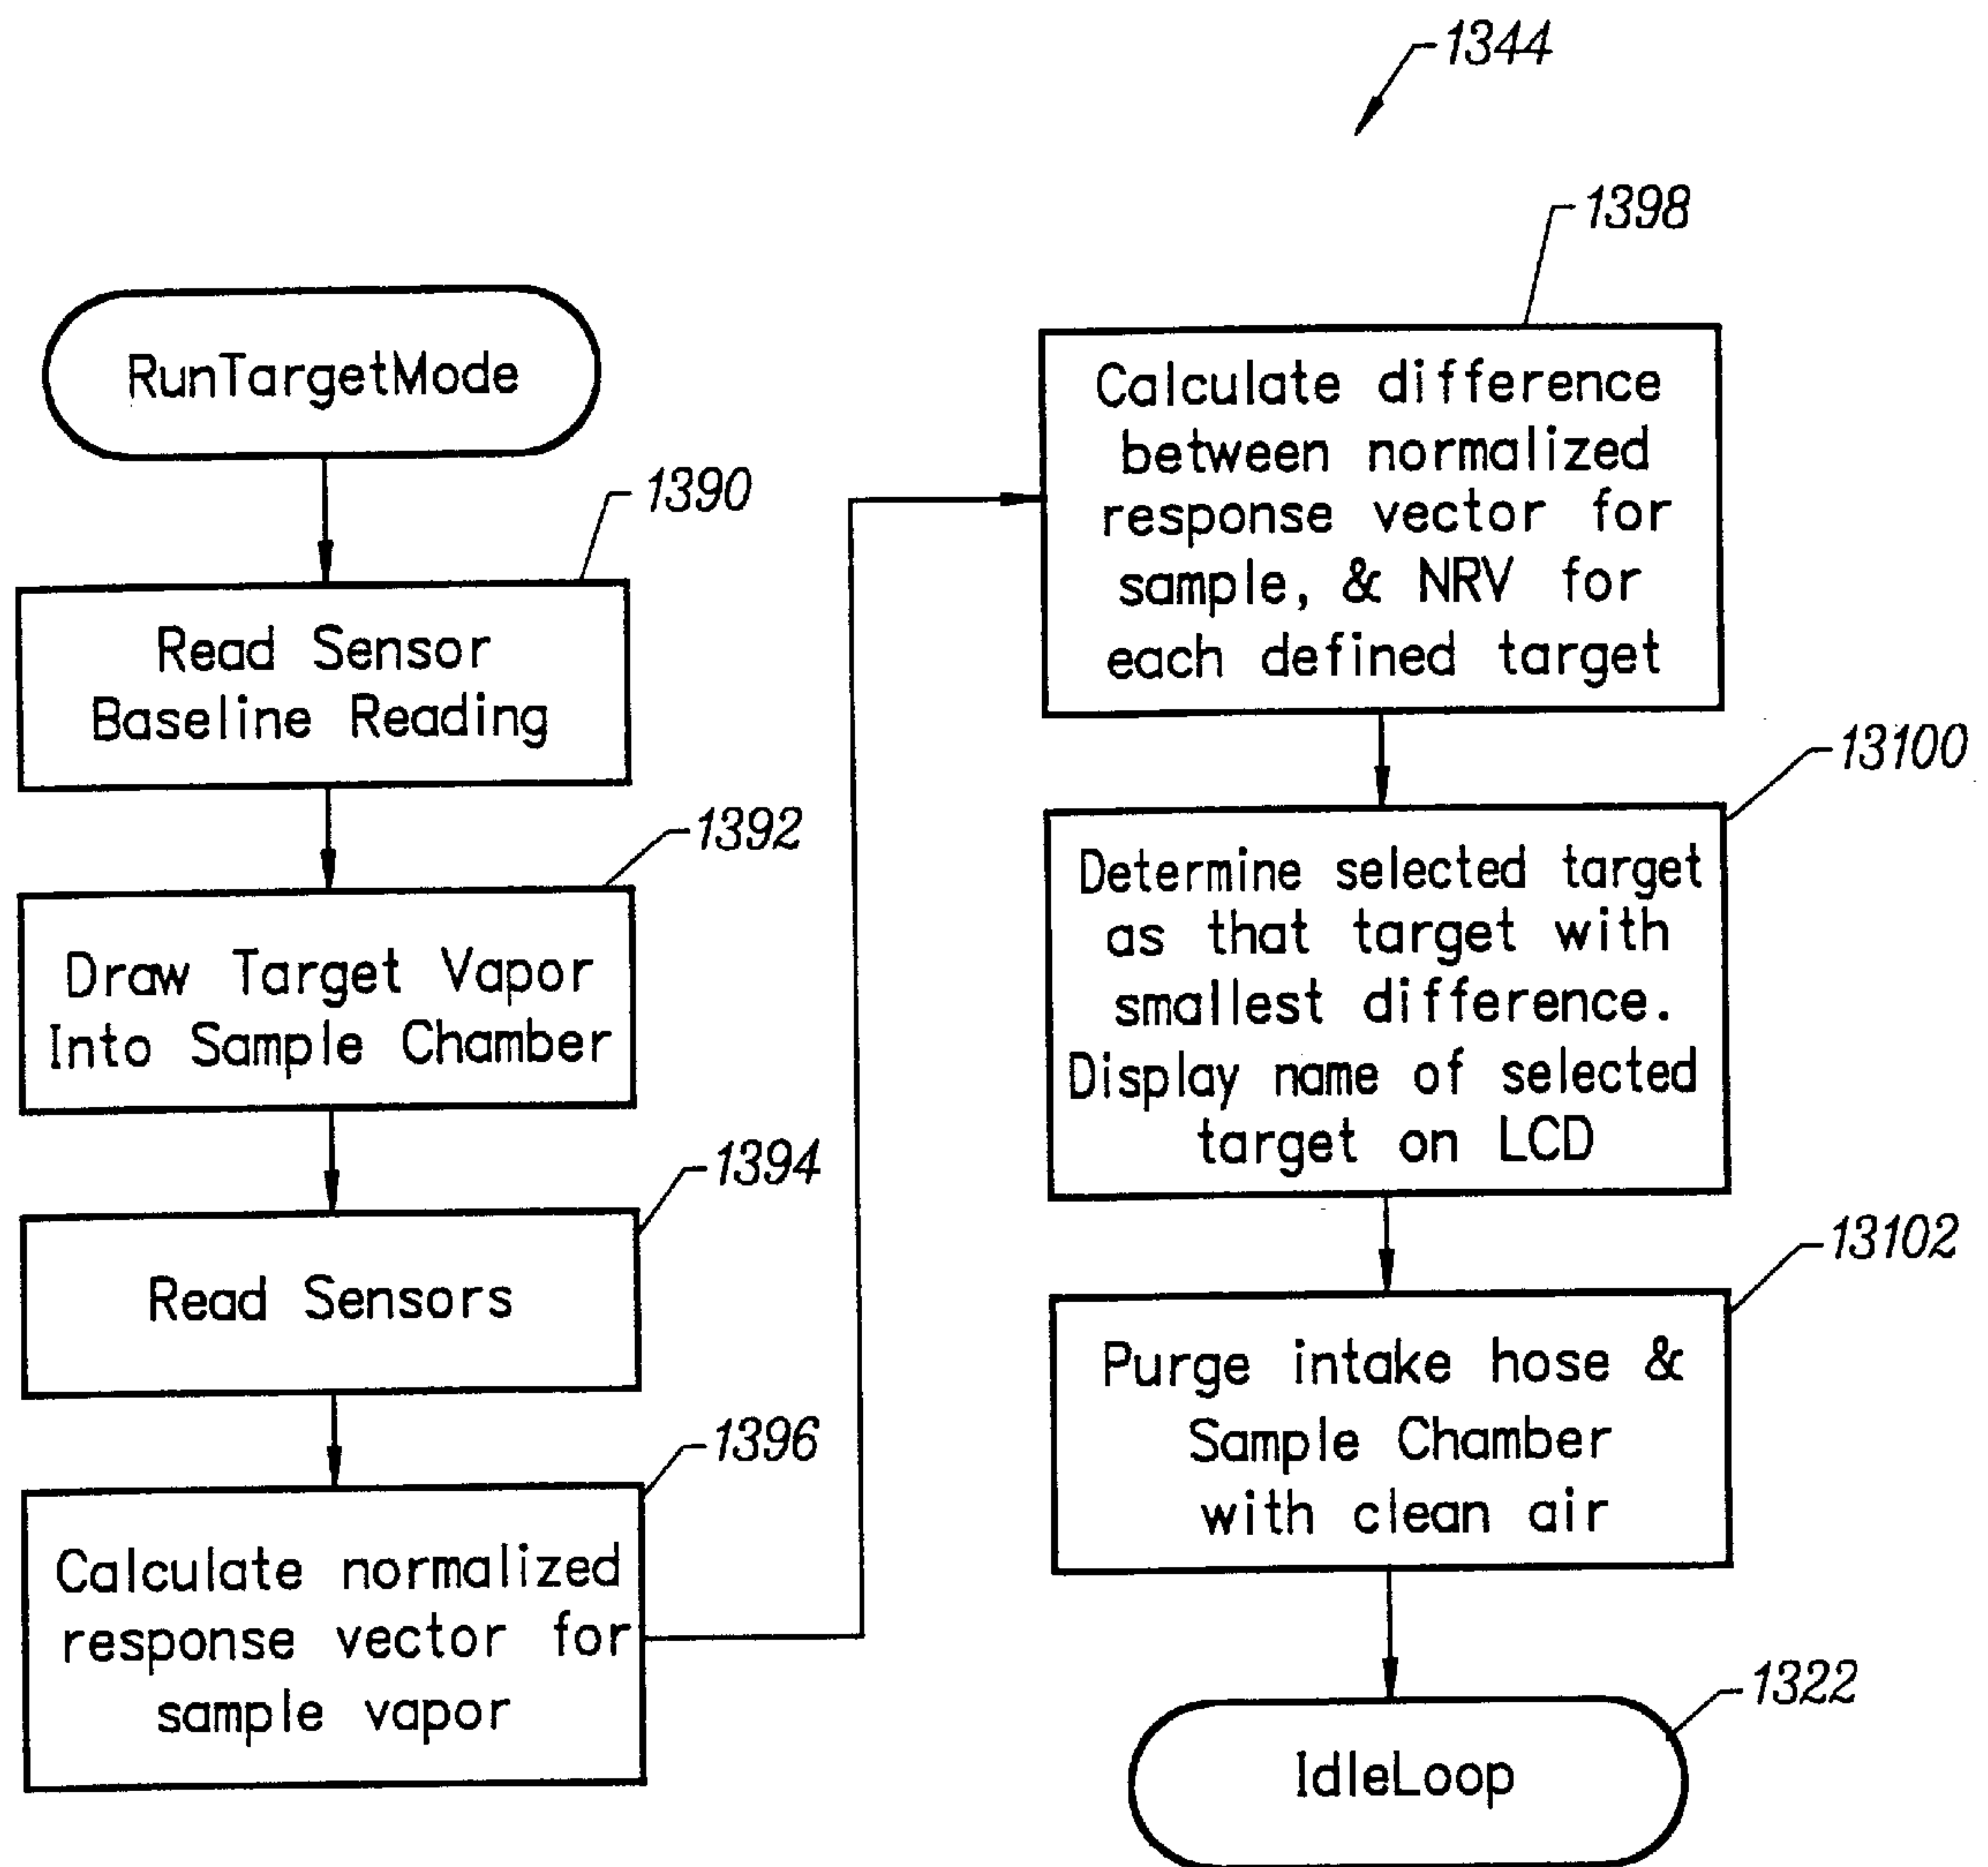 1344
RunTargetMode
1390
Read Sensor
Baseline Reading
1392
Draw Target Vapor
Into Sample Chamber
1394
Read Sensors
1396
Calculate normalized
response vector for
sample vapor
1398
Calculate difference
between normalized
response vector for
sample, & NRV for
each defined target
13100
Determine selected target
as that target with
smallest difference.
Display name of selected
target on LCD
13102
Purge intake hose &
Sample Chamber
with clean air
1322
IdleLoop